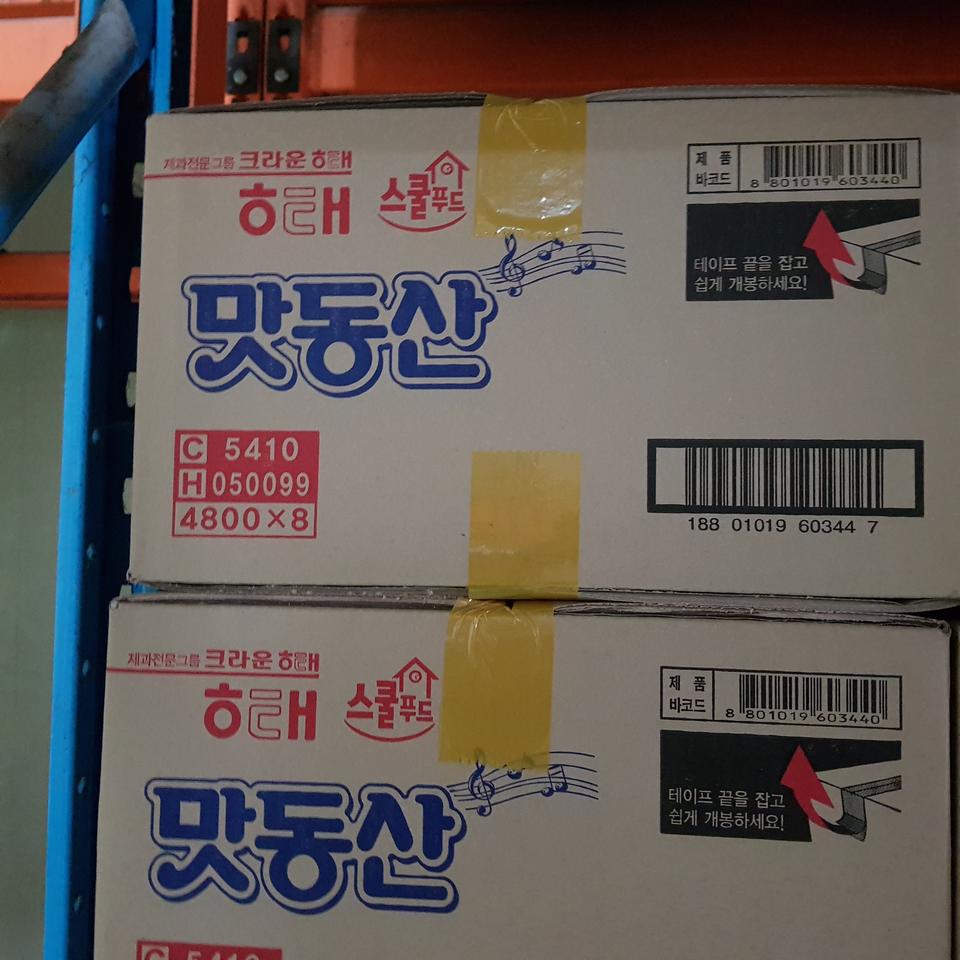 제과전문그룹 크라운 해태
해태
스쿨푸드
맛동산
제 품
바코드
8 801019 603440
테이프 끝을 잡고
쉽게 개봉하세요!
C 5410
H 050099
4800×8
188 01019 60344 7
제과전문그룹 크라운 해태
해태
스쿨푸드
맛동산
제 품
바코드
8 801019 603440
테이프 끝을 잡고
쉽게 개봉하세요!
C 5410